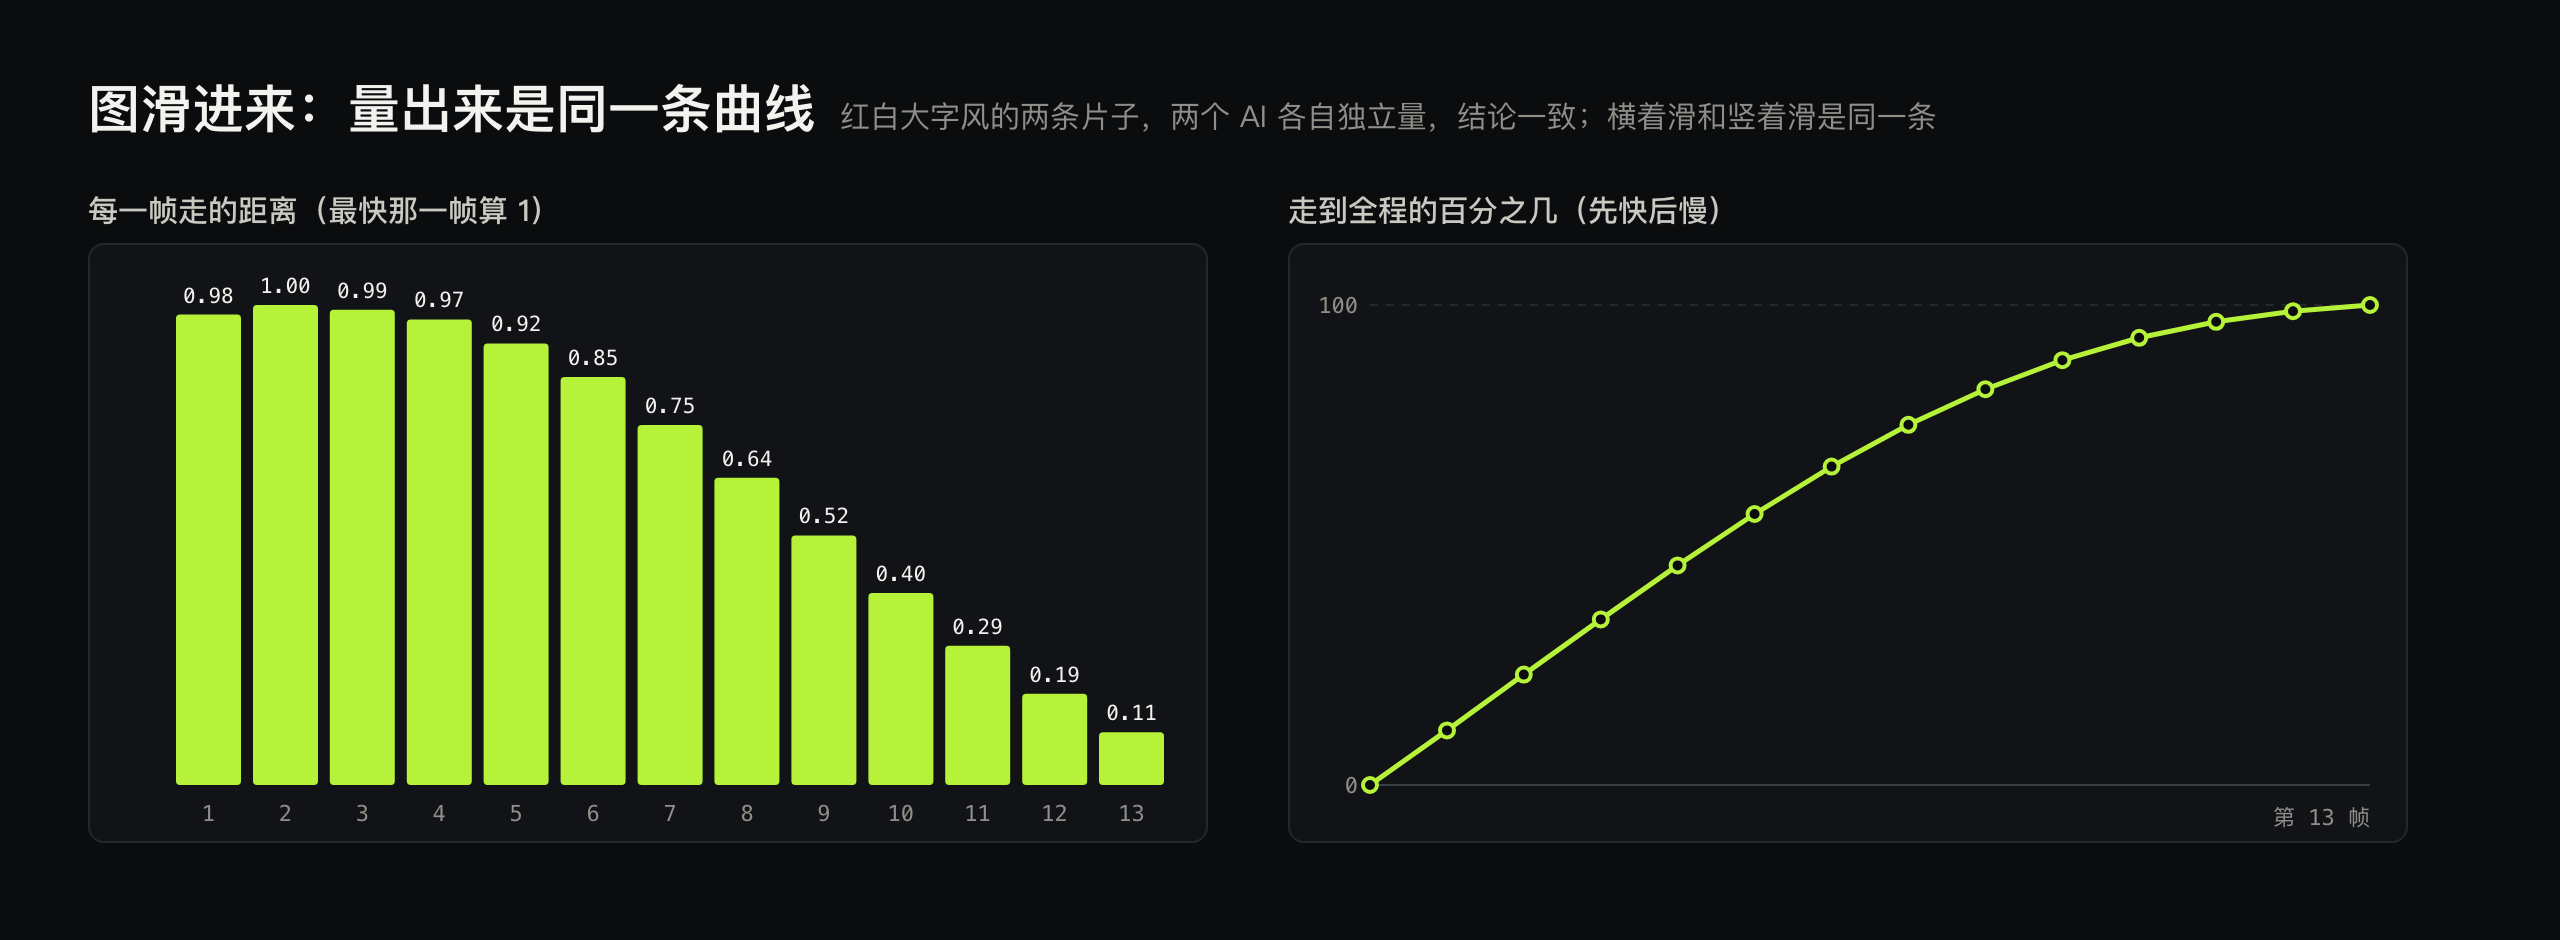 图滑进来：量出来是同一条曲线 红白大字风的两条片子，两个 AI 各自独立量，结论一致；横着滑和竖着滑是同一条
每一帧走的距离（最快那一帧算 1）
0.98 1.00 0.99 0.97 0.92 0.85 0.75 0.64 0.52 0.40 0.29 0.19 0.11
1 2 3 4 5 6 7 8 9 10 11 12 13
走到全程的百分之几（先快后慢）
100
0
第 13 帧